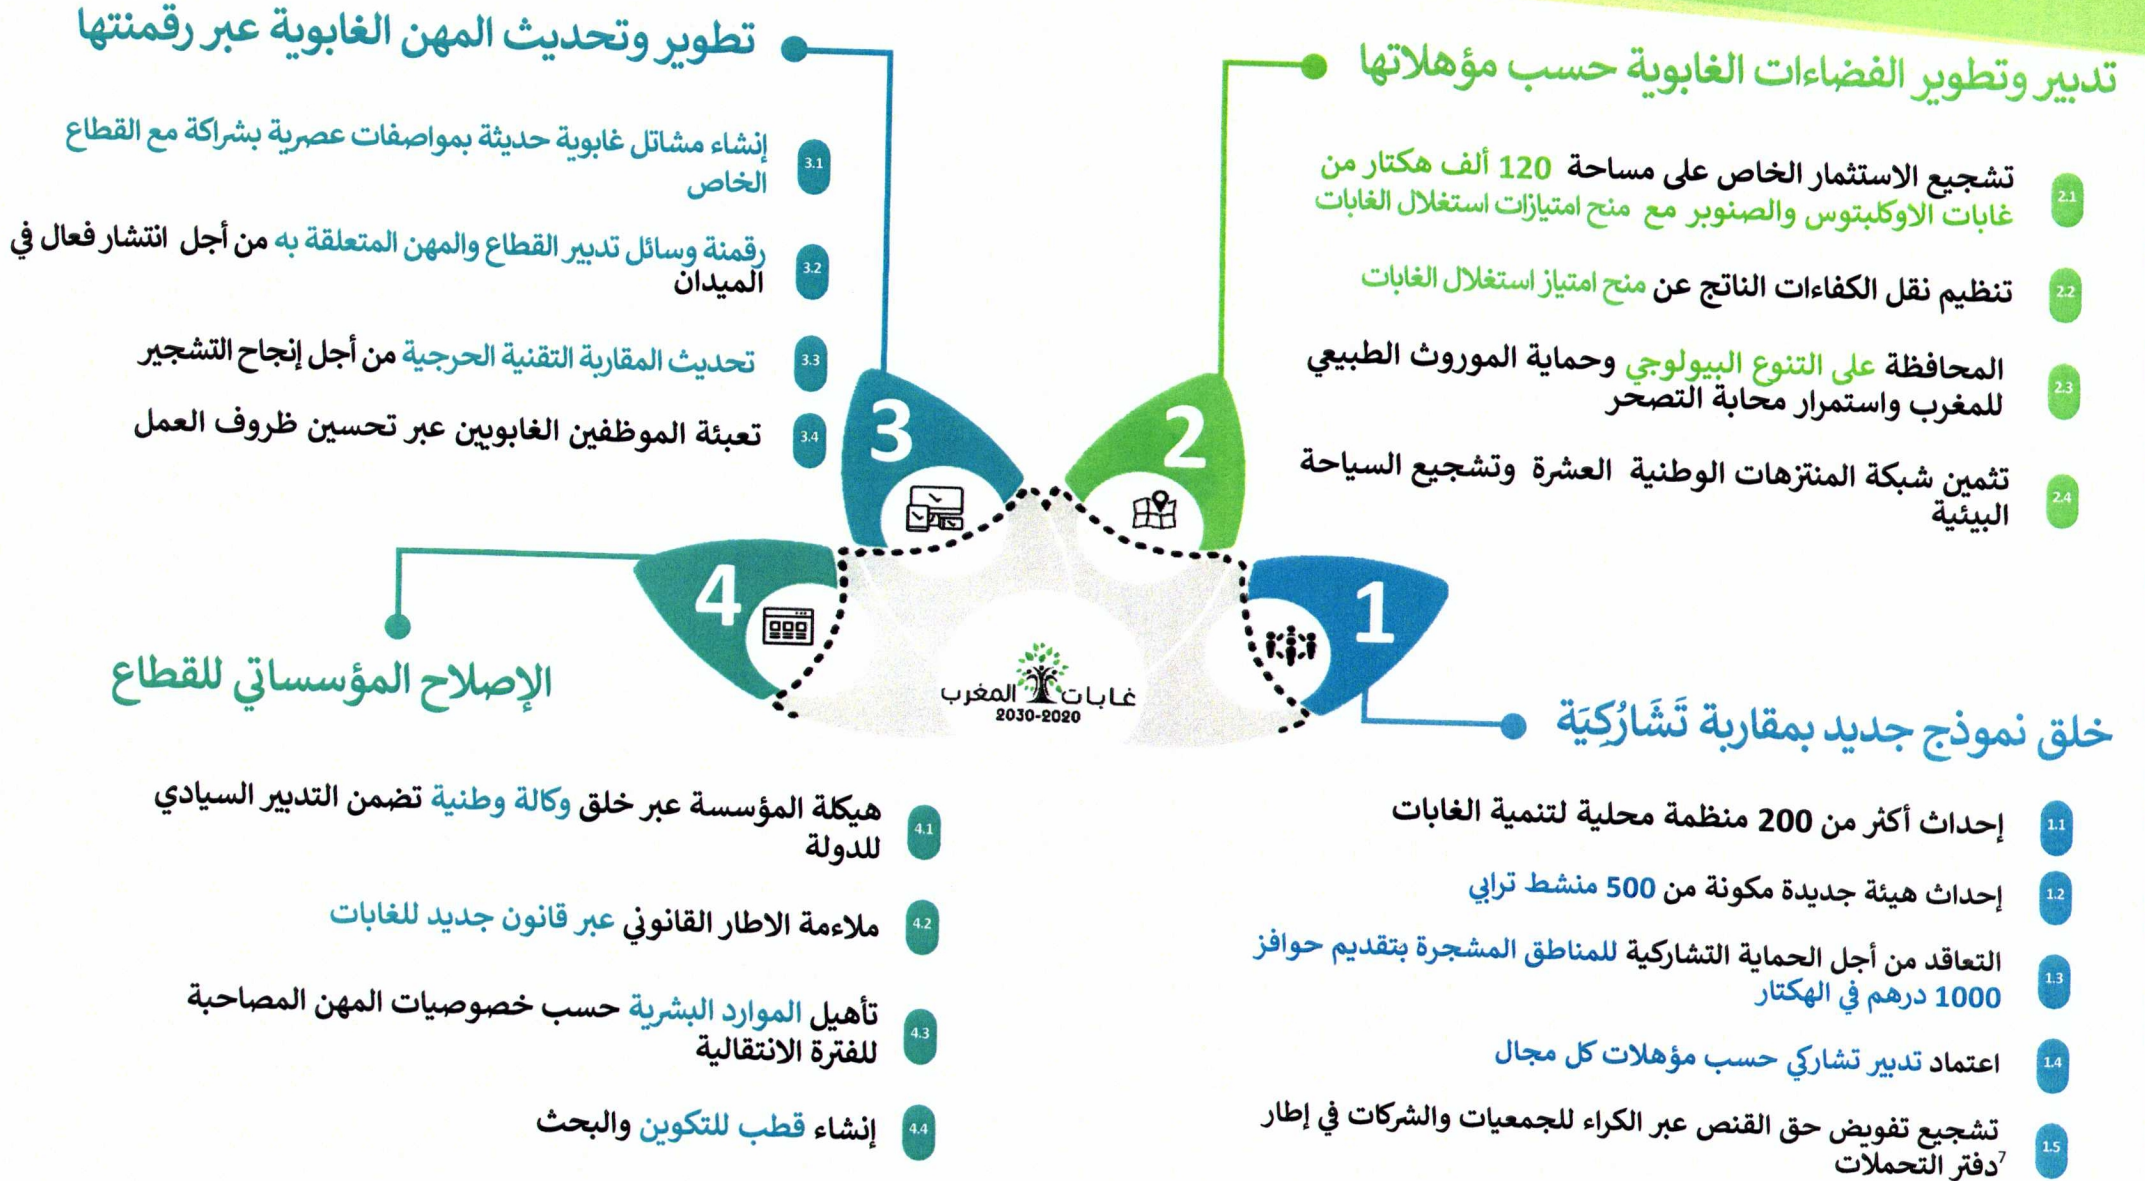 تدبير وتطوير الفضاءات الغابوية حسب مؤهلاتها
2.1
تشجيع الاستثمار الخاص على مساحة 120 ألف هكتار من
غابات الاوكلبتوس والصنوبر مع منح امتيازات استغلال الغابات
2.2
تنظيم نقل الكفاءات الناتج عن منح امتياز استغلال الغابات
2.3
المحافظة على التنوع البيولوجي وحماية الموروث الطبيعي
للمغرب واستمرار محابة التصحر
2.4
تثمين شبكة المنتزهات الوطنية العشرة وتشجيع السياحة
البيئية
تطوير وتحديث المهن الغابوية عبر رقمنتها
3.1
إنشاء مشاتل غابوية حديثة بمواصفات عصرية بشراكة مع القطاع
الخاص
3.2
رقمنة وسائل تدبير القطاع والمهن المتعلقة به من أجل انتشار فعال في
الميدان
3.3
تحديث المقاربة التقنية الحرجية من أجل إنجاح التشجير
3.4
تعبئة الموظفين الغابويين عبر تحسين ظروف العمل
1
2
3
4
غابات المغرب
2030-2020
خلق نموذج جديد بمقاربة تَشَارُكِيَة
1.1
إحداث أكثر من 200 منظمة محلية لتنمية الغابات
1.2
إحداث هيئة جديدة مكونة من 500 منشط ترابي
1.3
التعاقد من أجل الحماية التشاركية للمناطق المشجرة بتقديم حوافز
1000 درهم في الهكتار
1.4
اعتماد تدبير تشاركي حسب مؤهلات كل مجال
1.5
تشجيع تفويض حق القنص عبر الكراء للجمعيات والشركات في إطار
دفتر التحملات
7
الإصلاح المؤسساتي للقطاع
4.1
هيكلة المؤسسة عبر خلق وكالة وطنية تضمن التدبير السيادي
للدولة
4.2
ملاءمة الاطار القانوني عبر قانون جديد للغابات
4.3
تأهيل الموارد البشرية حسب خصوصيات المهن المصاحبة
للفترة الانتقالية
4.4
إنشاء قطب للتكوين والبحث